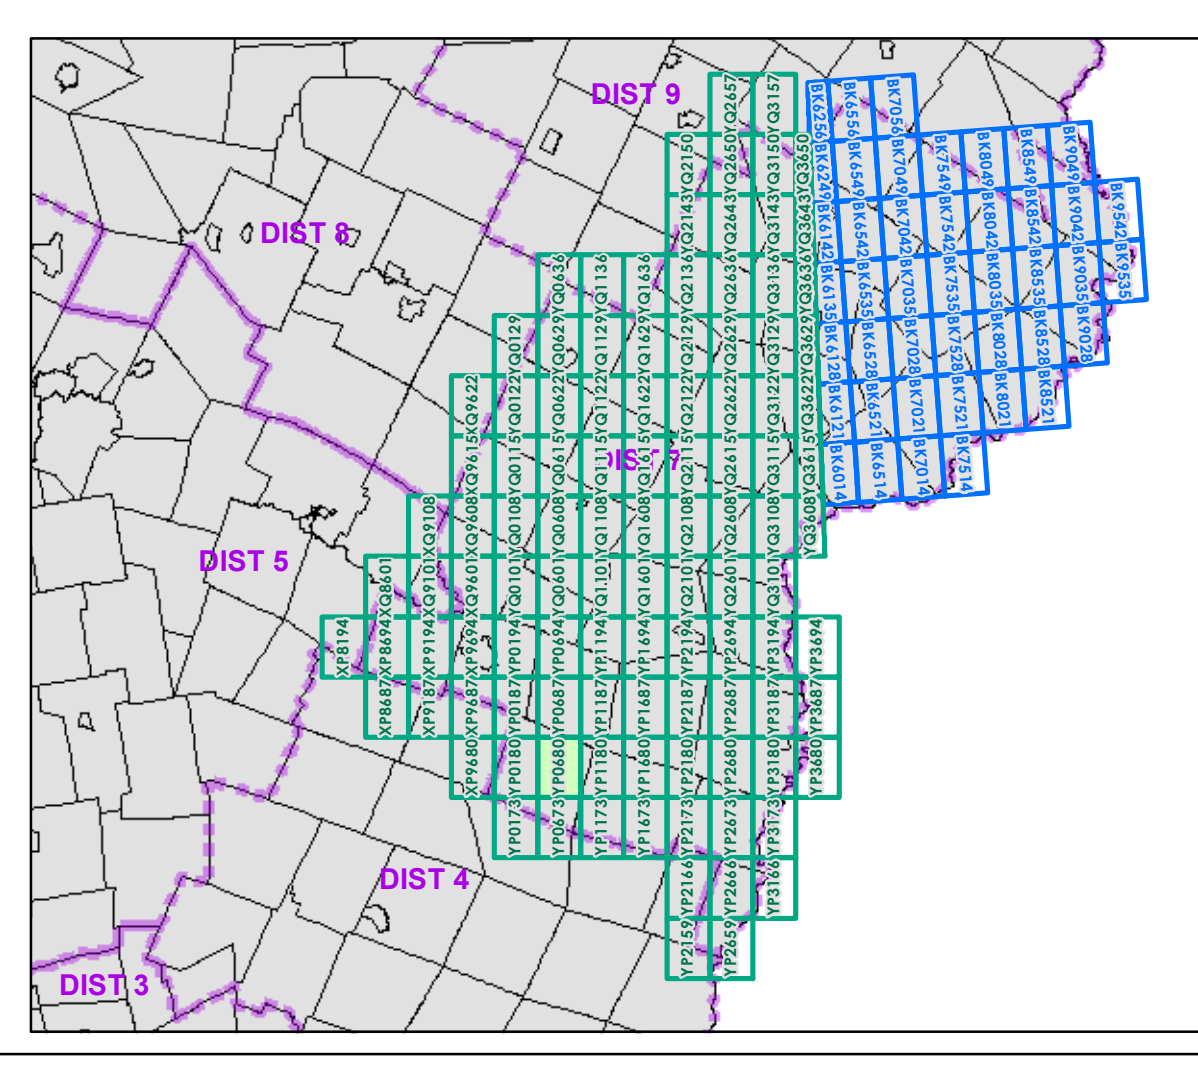 DIST 9
DIST 8
DIST 7
DIST 5
DIST 4
DIST 3
YQ2657 YQ3157
YQ2150 YQ2650 YQ3150 YQ3650
YQ2143 YQ2643 YQ3143 YQ3643
YQ0636 YQ1136 YQ1636 YQ2136 YQ2636 YQ3136 YQ3636
YQ0129 YQ0629 YQ1129 YQ1629 YQ2129 YQ2629 YQ3129 YQ3629
XQ9622 YQ0122 YQ0622 YQ1122 YQ1622 YQ2122 YQ2622 YQ3122 YQ3622
XQ9615 YQ0115 YQ0615 YQ1115 YQ1615 YQ2115 YQ2615 YQ3115 YQ3615
XQ9108 XQ9608 YQ0108 YQ0608 YQ1108 YQ1608 YQ2108 YQ2608 YQ3108 YQ3608
XQ8601 XQ9101 XQ9601 YQ0101 YQ0601 YQ1101 YQ1601 YQ2101 YQ2601 YQ3101
XP8194 XP8694 XP9194 XP9694 YP0194 YP0694 YP1194 YP1694 YP2194 YP2694 YP3194 YP3694
XP8687 XP9187 XP9687 YP0187 YP0687 YP1187 YP1687 YP2187 YP2687 YP3187 YP3687
XP9680 YP0180 YP0680 YP1180 YP1680 YP2180 YP2680 YP3180 YP3680
YP0173 YP0673 YP1173 YP1673 YP2173 YP2673 YP3173
YP2166 YP2666 YP3166
YP2159 YP2659
BK6256 BK6556 BK7056
BK6249 BK6549 BK7049 BK7549 BK8049 BK8549 BK9049
BK6142 BK6542 BK7042 BK7542 BK8042 BK8542 BK9042 BK9542
BK6135 BK6535 BK7035 BK7535 BK8035 BK8535 BK9035 BK9535
BK6128 BK6528 BK7028 BK7528 BK8028 BK8528 BK9028
BK6121 BK6521 BK7021 BK7521 BK8021 BK8521
BK6014 BK6514 BK7014 BK7514